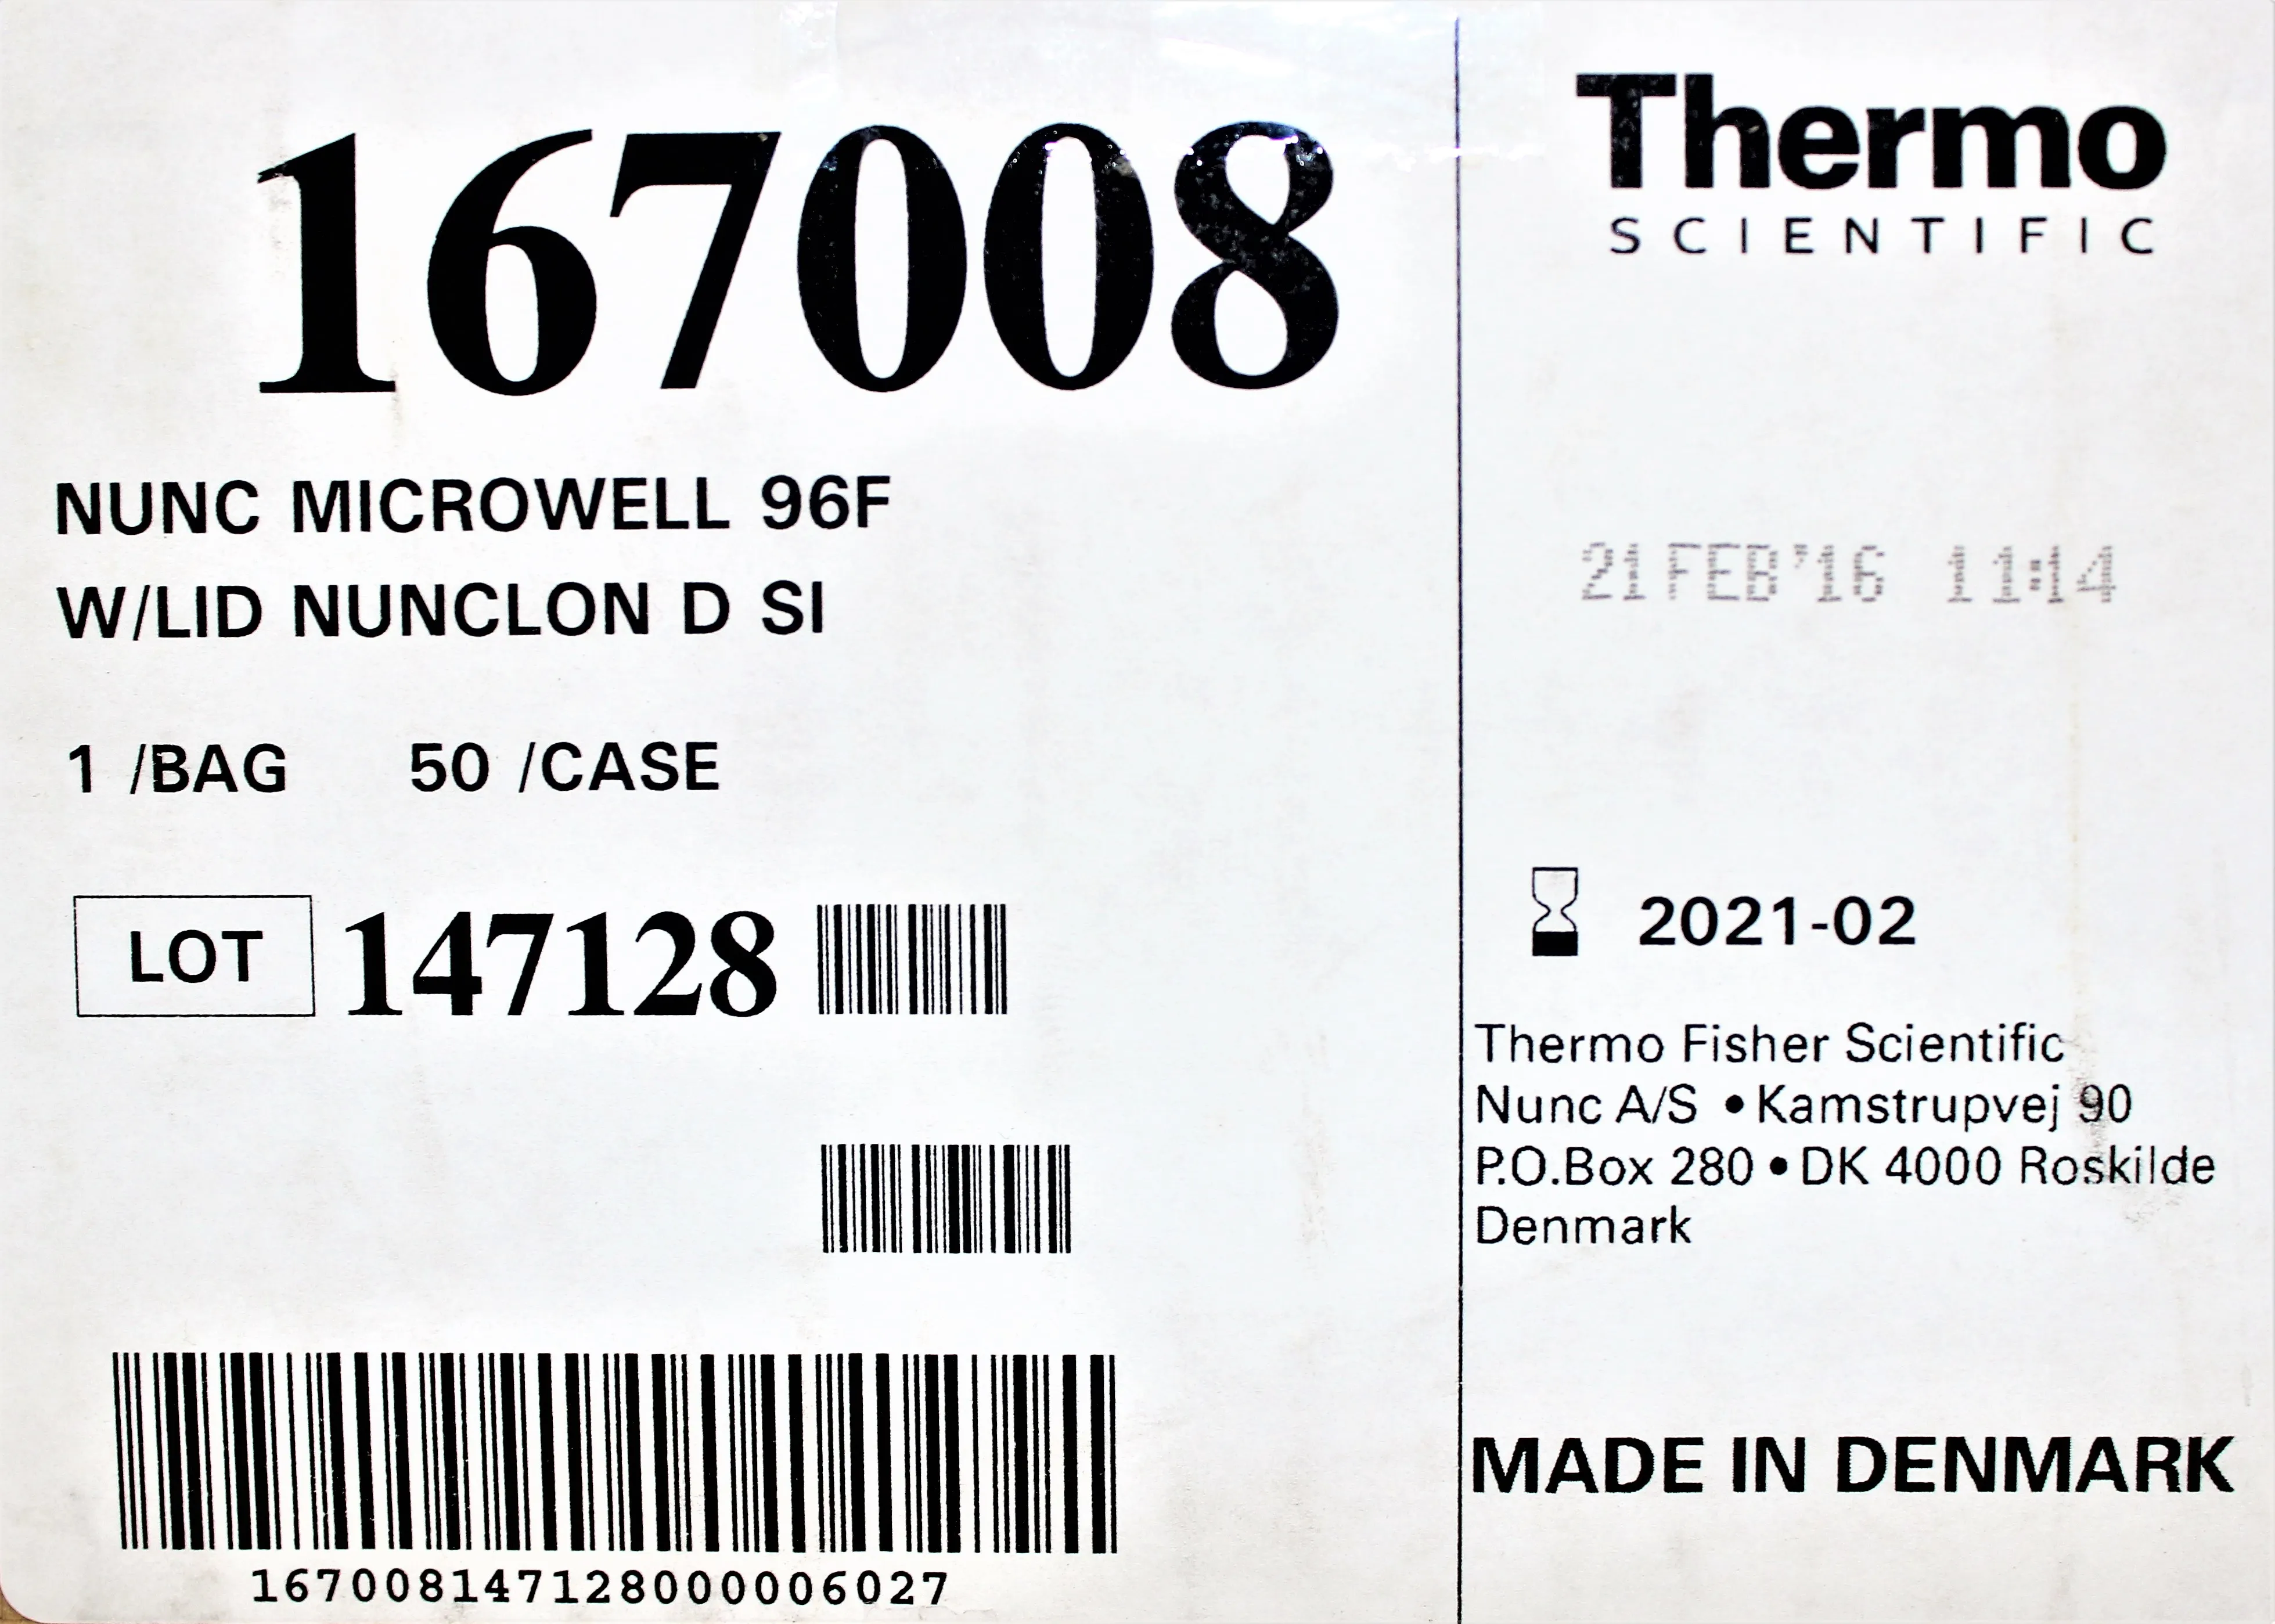 167008
NUNC MICROWELL 96F
W/LID NUNCLON D SI
1 /BAG 50 /CASE
LOT 147128
167008147128000006027
Thermo
SCIENTIFIC
21FEB'16 11:14
2021-02
Thermo Fisher Scientific
Nunc A/S • Kamstrupvej 90
P.O.Box 280 • DK 4000 Roskilde
Denmark
MADE IN DENMARK